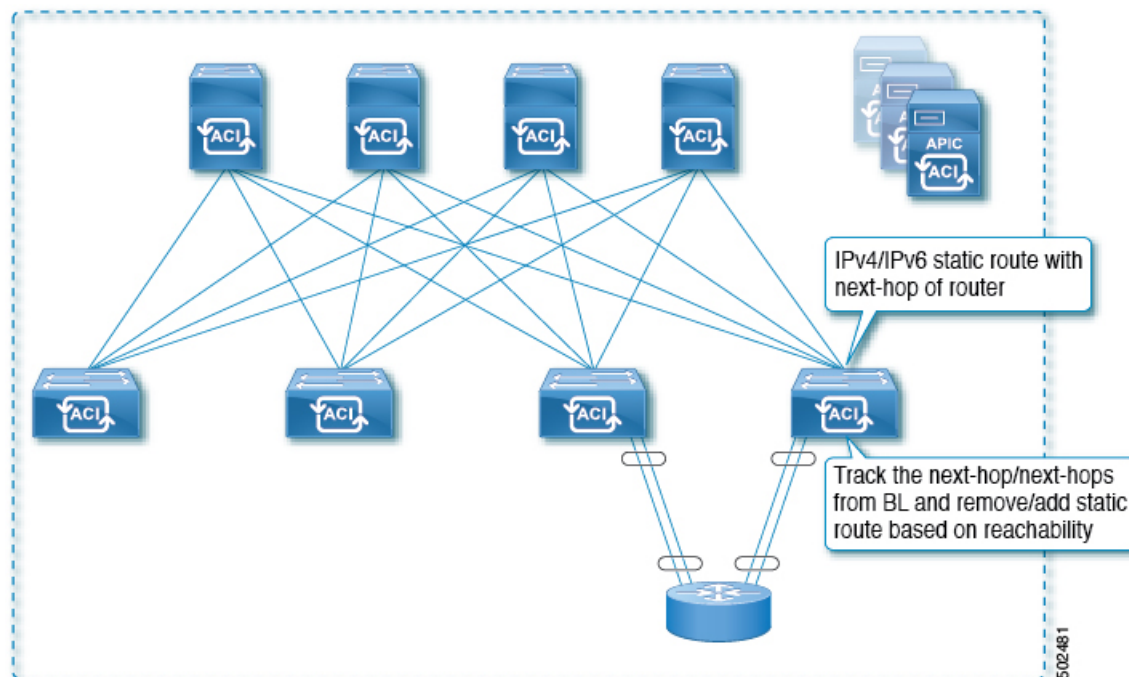 ACI
ACI
ACI
ACI
APIC
ACI
IPv4/IPv6 static route with
next-hop of router
ACI
ACI
ACI
ACI
Track the next-hop/next-hops
from BL and remove/add static
route based on reachability
502481